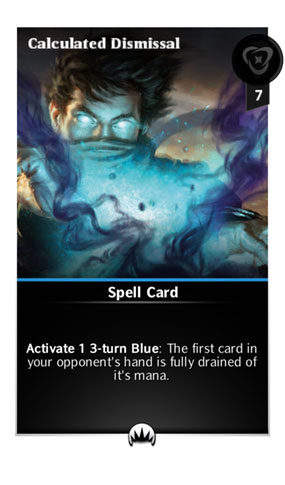 Calculated Dismissal
7
Spell Card
Activate 1 3-turn Blue: The first card in
your opponent's hand is fully drained of
it's mana.